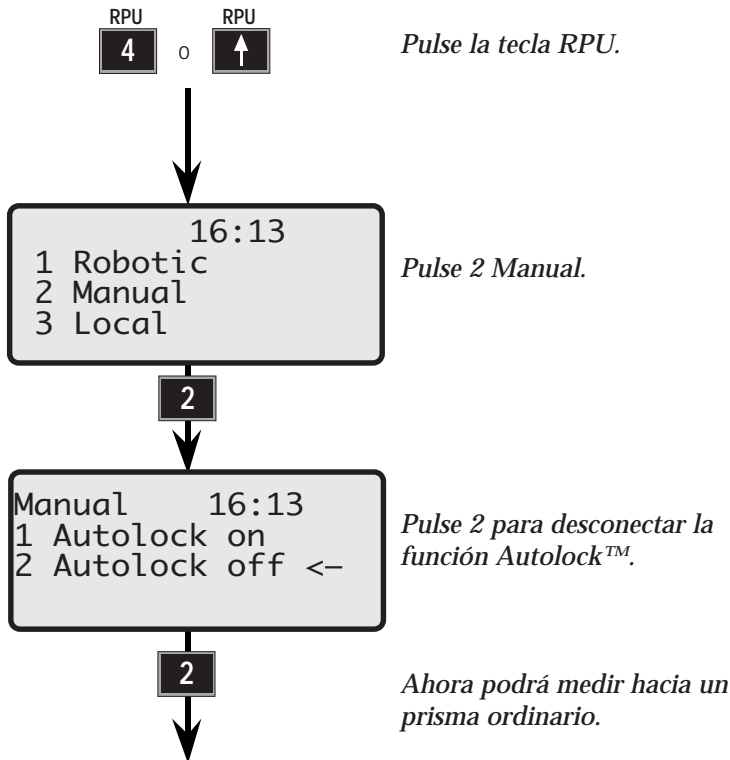 RPU RPU
4 o ↑
Pulse la tecla RPU.
16:13
1 Robotic
2 Manual
3 Local
Pulse 2 Manual.
2
Manual 16:13
1 Autolock on
2 Autolock off <–
Pulse 2 para desconectar la
función Autolock™.
2
Ahora podrá medir hacia un
prisma ordinario.